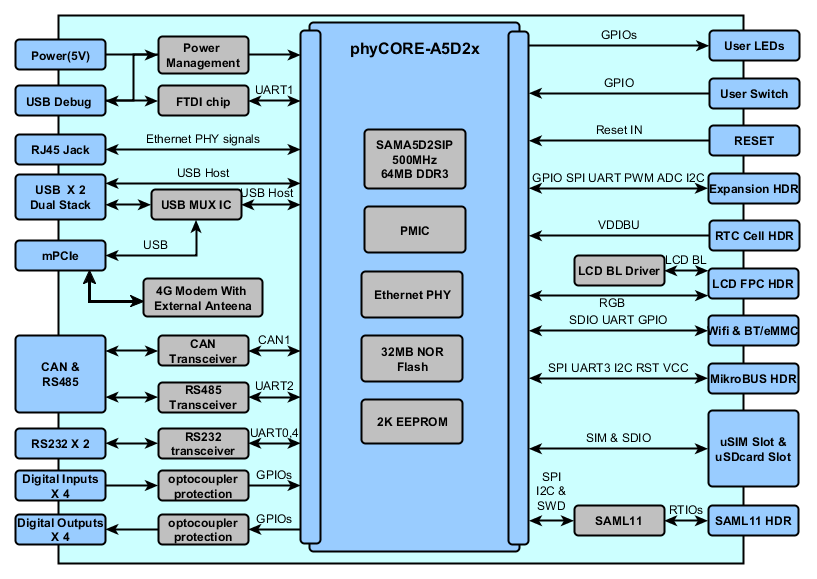 phyCORE-A5D2x
Power(5V)
Power
Management
USB Debug
FTDI chip
UART1
RJ45 Jack
Ethernet PHY signals
USB X 2
Dual Stack
USB Host
USB MUX IC
USB Host
mPCIe
USB
4G Modem With
External Anteena
CAN &
RS485
CAN
Transceiver
CAN1
RS485
Transceiver
UART2
RS232 X 2
RS232
transceiver
UART0,4
Digital Inputs
X 4
optocoupler
protection
GPIOs
Digital Outputs
X 4
optocoupler
protection
GPIOs
SAMA5D2SIP
500MHz
64MB DDR3
PMIC
Ethernet PHY
32MB NOR
Flash
2K EEPROM
GPIOs
User LEDs
GPIO
User Switch
Reset IN
RESET
GPIO SPI UART PWM ADC I2C
Expansion HDR
VDDBU
RTC Cell HDR
LCD BL Driver
LCD BL
LCD FPC HDR
RGB
SDIO UART GPIO
Wifi & BT/eMMC
SPI UART3 I2C RST VCC
MikroBUS HDR
SIM & SDIO
uSIM Slot &
uSDcard Slot
SPI
I2C &
SWD
SAML11
RTIOs
SAML11 HDR